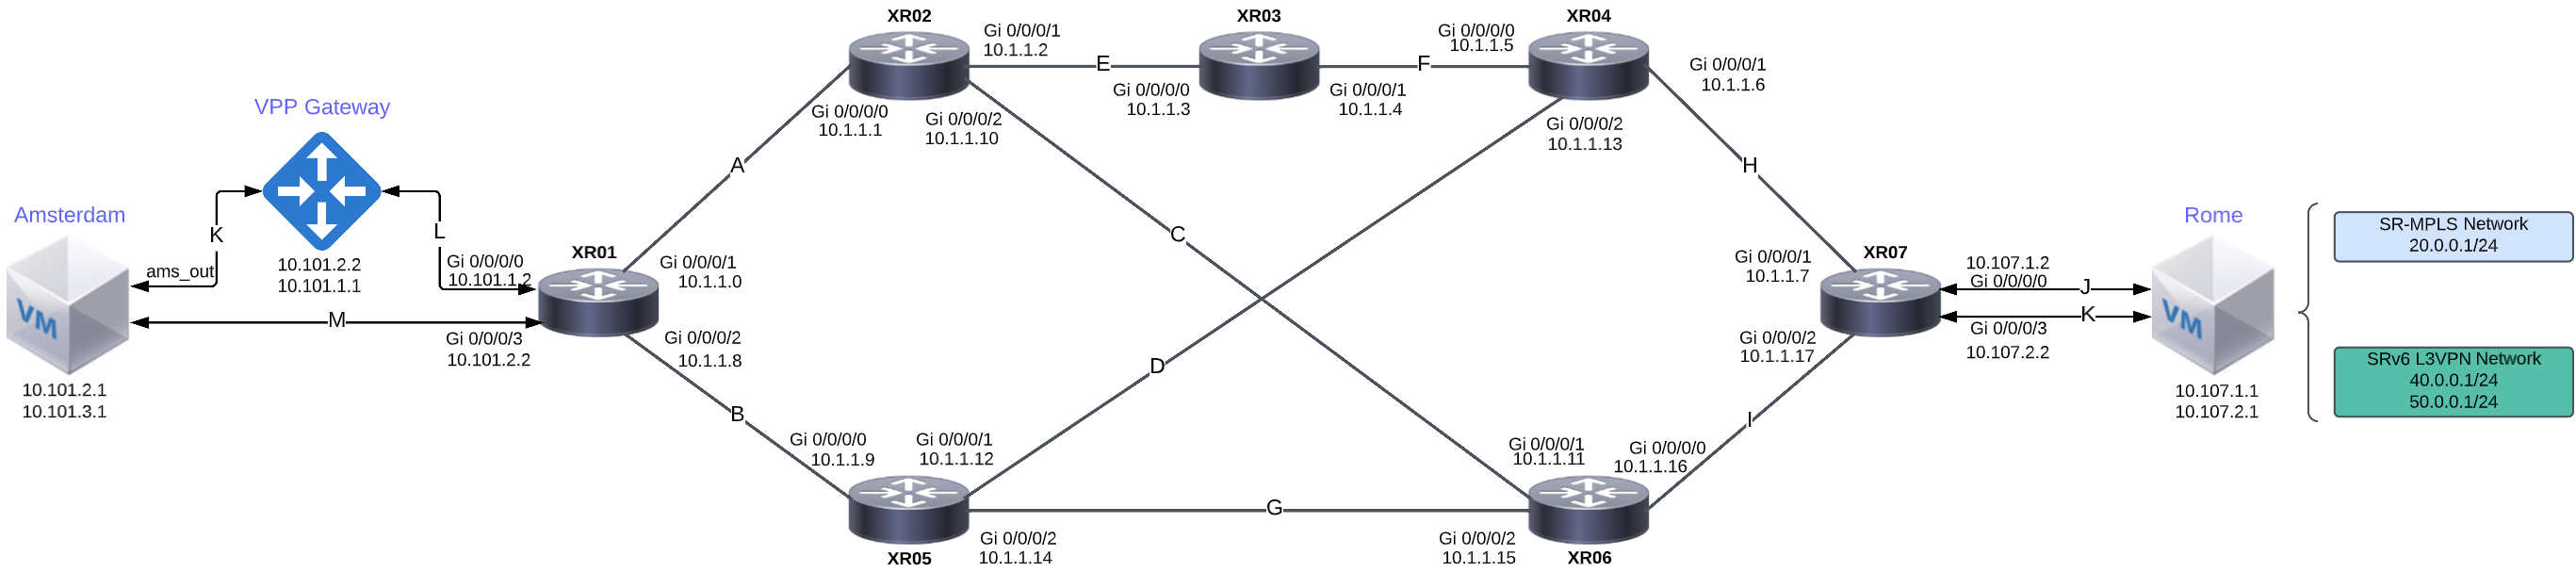 XR02
XR03
XR04
Gi 0/0/0/1
10.1.1.2
E
Gi 0/0/0/0
10.1.1.3
F
Gi 0/0/0/1
10.1.1.4
Gi 0/0/0/0
10.1.1.5
Gi 0/0/0/1
10.1.1.6
Gi 0/0/0/0
10.1.1.1
Gi 0/0/0/2
10.1.1.10
Gi 0/0/0/2
10.1.1.13
VPP Gateway
10.101.2.2
10.101.1.1
A
H
Amsterdam
VM
10.101.2.1
10.101.3.1
ams_out
K
L
M
XR01
Gi 0/0/0/0
10.101.1.2
Gi 0/0/0/3
10.101.2.2
Gi 0/0/0/1
10.1.1.0
Gi 0/0/0/2
10.1.1.8
C
D
B
G
I
Gi 0/0/0/1
10.1.1.7
XR07
Gi 0/0/0/2
10.1.1.17
10.107.1.2
Gi 0/0/0/0
J
K
Gi 0/0/0/3
10.107.2.2
Rome
VM
10.107.1.1
10.107.2.1
SR-MPLS Network
20.0.0.1/24
SRv6 L3VPN Network
40.0.0.1/24
50.0.0.1/24
Gi 0/0/0/0
10.1.1.9
Gi 0/0/0/1
10.1.1.12
Gi 0/0/0/2
10.1.1.14
XR05
Gi 0/0/0/1
10.1.1.11
Gi 0/0/0/0
10.1.1.16
Gi 0/0/0/2
10.1.1.15
XR06